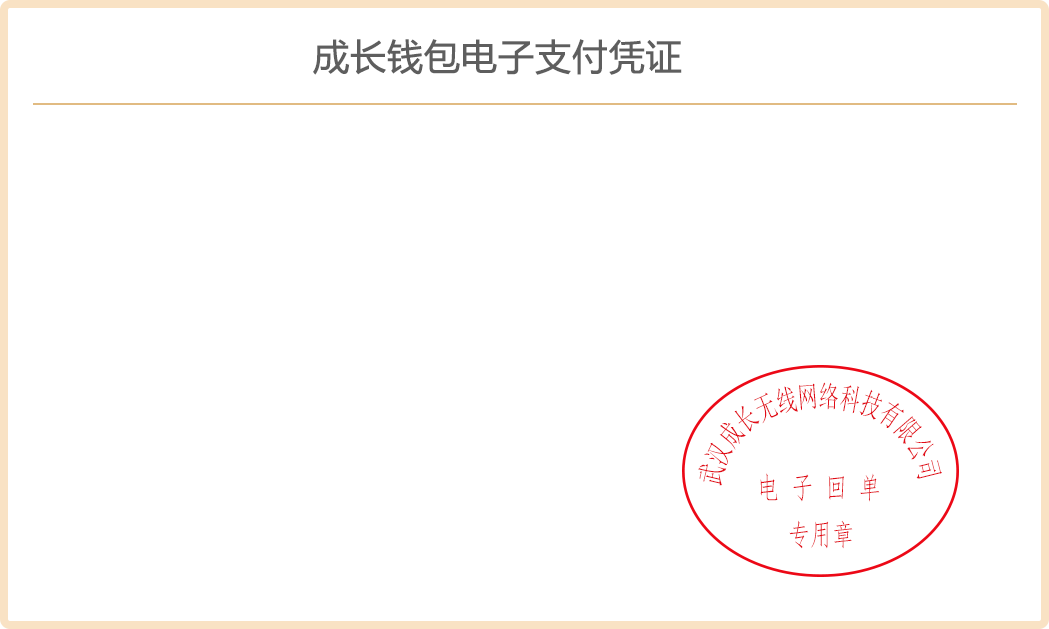 成长钱包电子支付凭证
武汉成长无线网络科技有限公司
电子回单
专用章